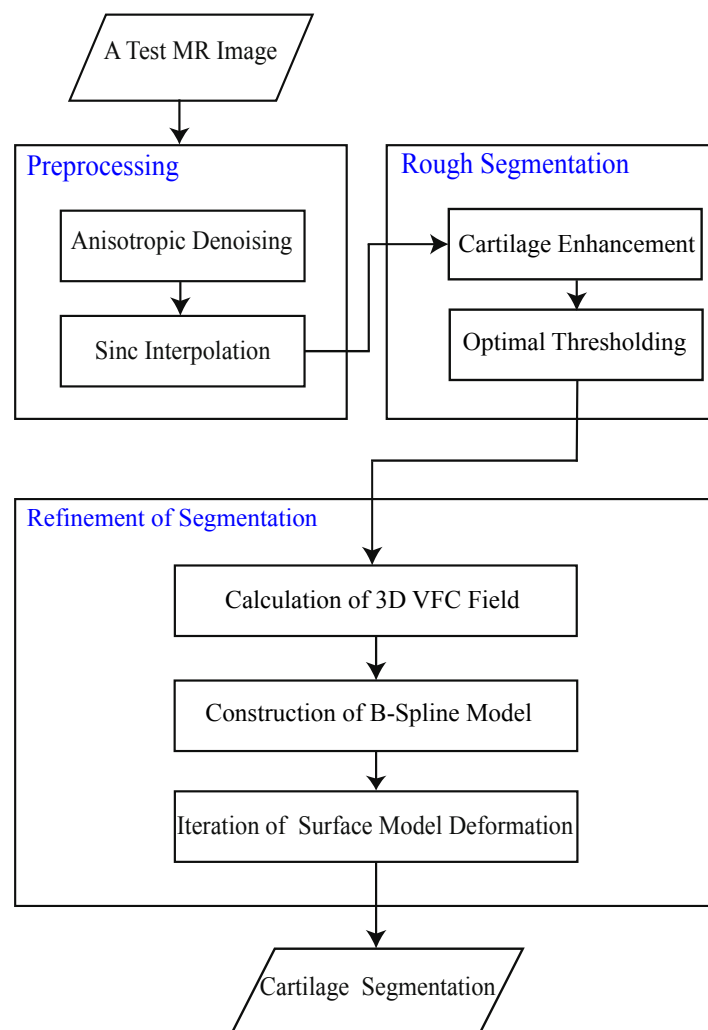 A Test MR Image
Preprocessing
Anisotropic Denoising
Sinc Interpolation
Rough Segmentation
Cartilage Enhancement
Optimal Thresholding
Refinement of Segmentation
Calculation of 3D VFC Field
Construction of B-Spline Model
Iteration of Surface Model Deformation
Cartilage Segmentation